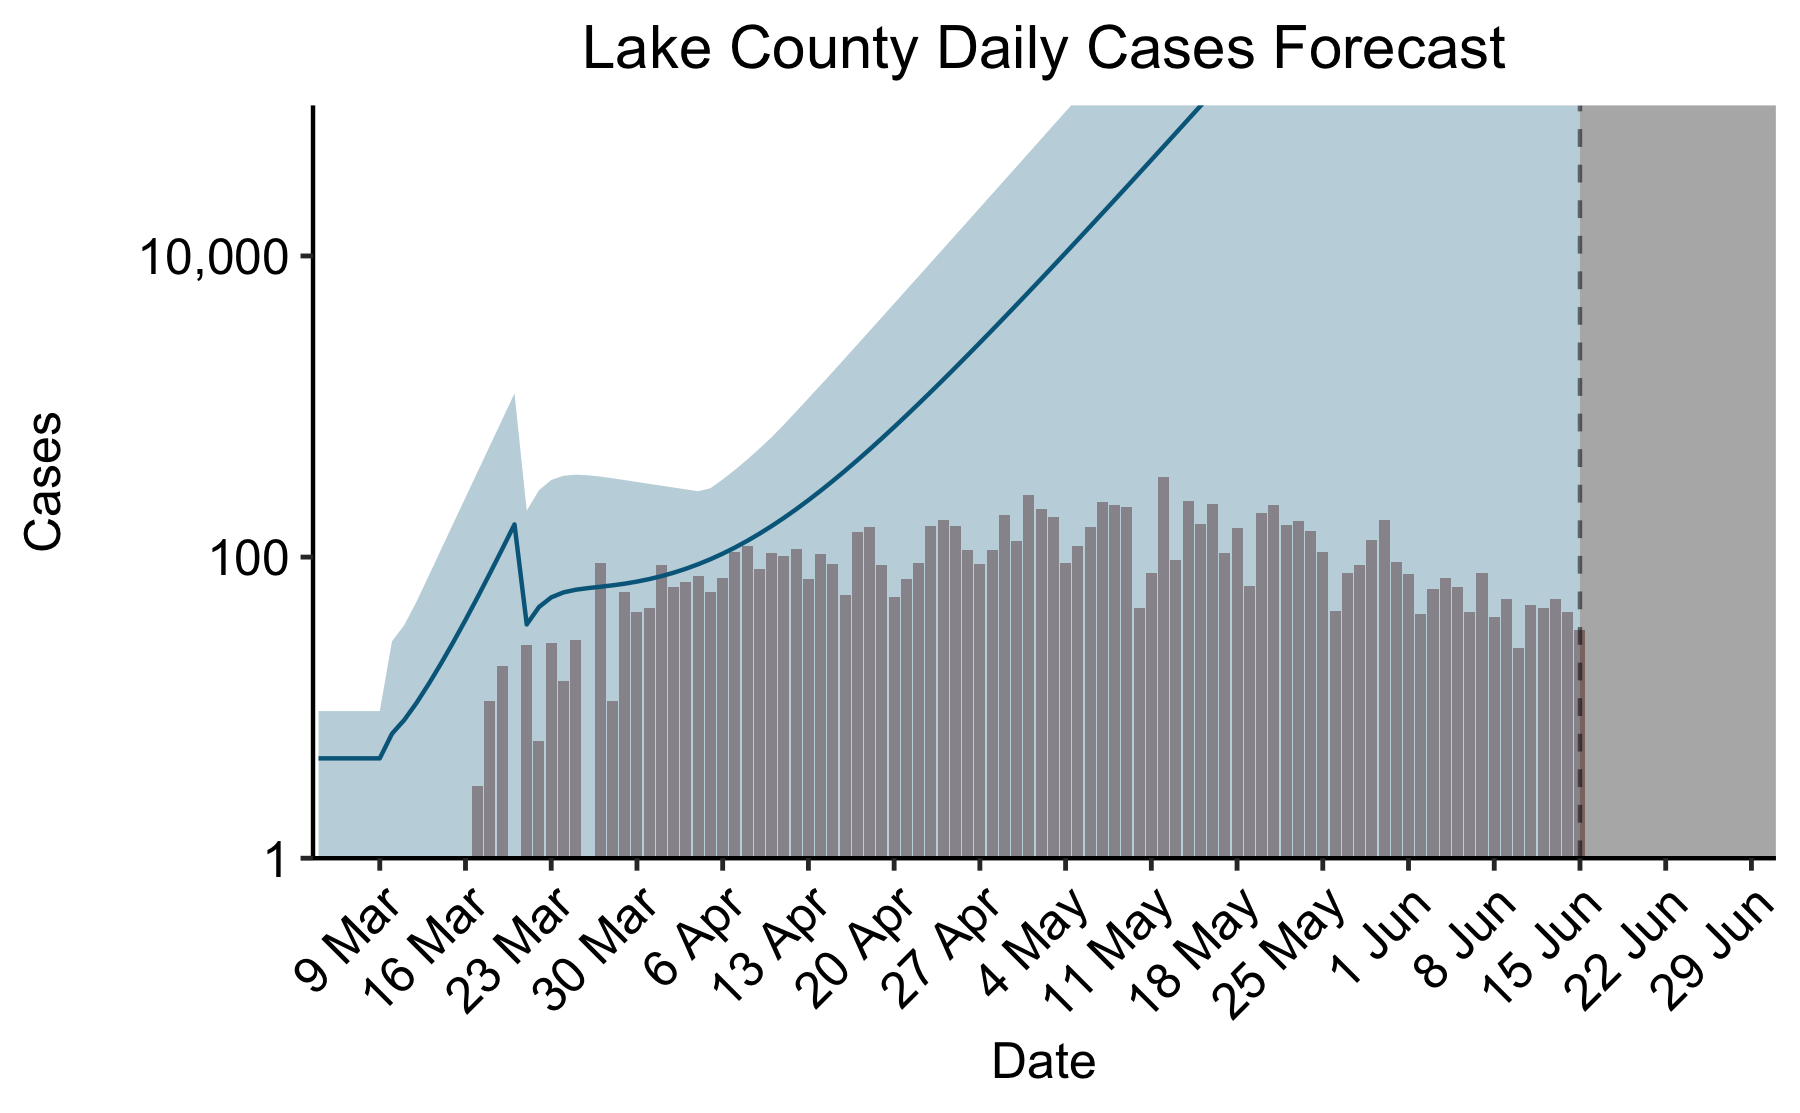 Lake County Daily Cases Forecast
10,000
100
1
Cases
9 Mar
16 Mar
23 Mar
30 Mar
6 Apr
13 Apr
20 Apr
27 Apr
4 May
11 May
18 May
25 May
1 Jun
8 Jun
15 Jun
22 Jun
29 Jun
Date